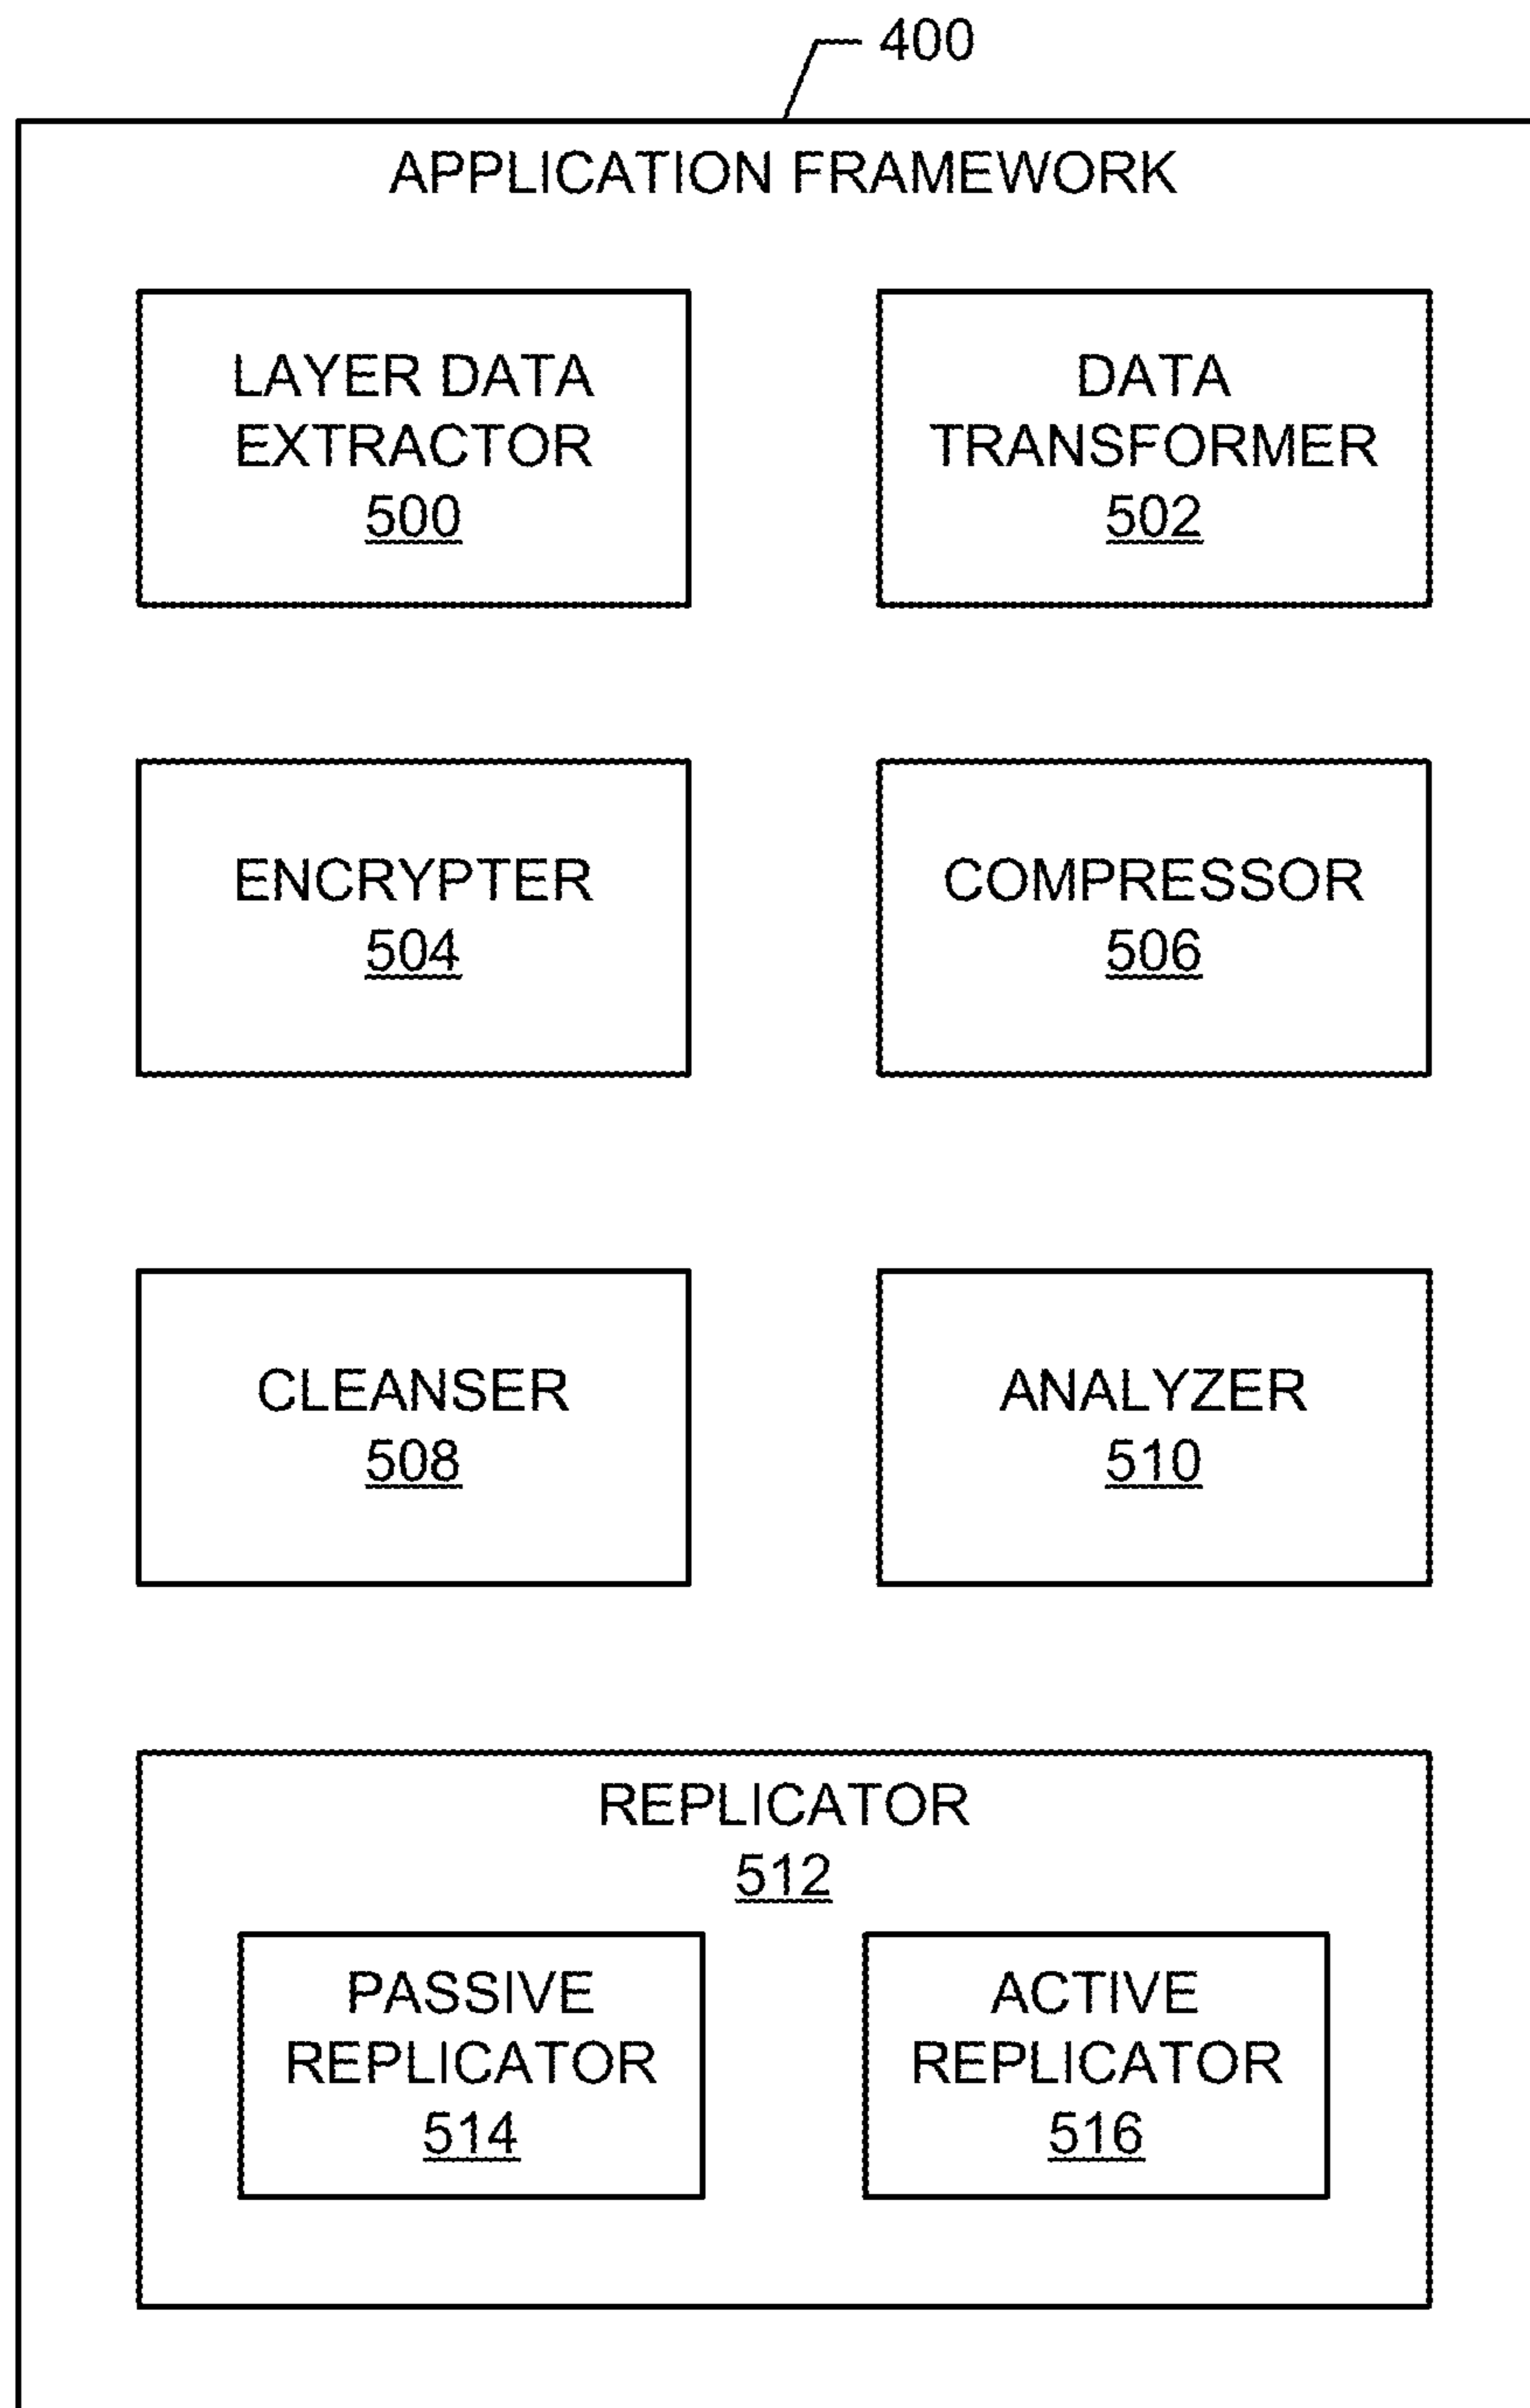 400
APPLICATION FRAMEWORK
LAYER DATA
EXTRACTOR
500
DATA
TRANSFORMER
502
ENCRYPTER
504
COMPRESSOR
506
CLEANSER
508
ANALYZER
510
REPLICATOR
512
PASSIVE
REPLICATOR
514
ACTIVE
REPLICATOR
516